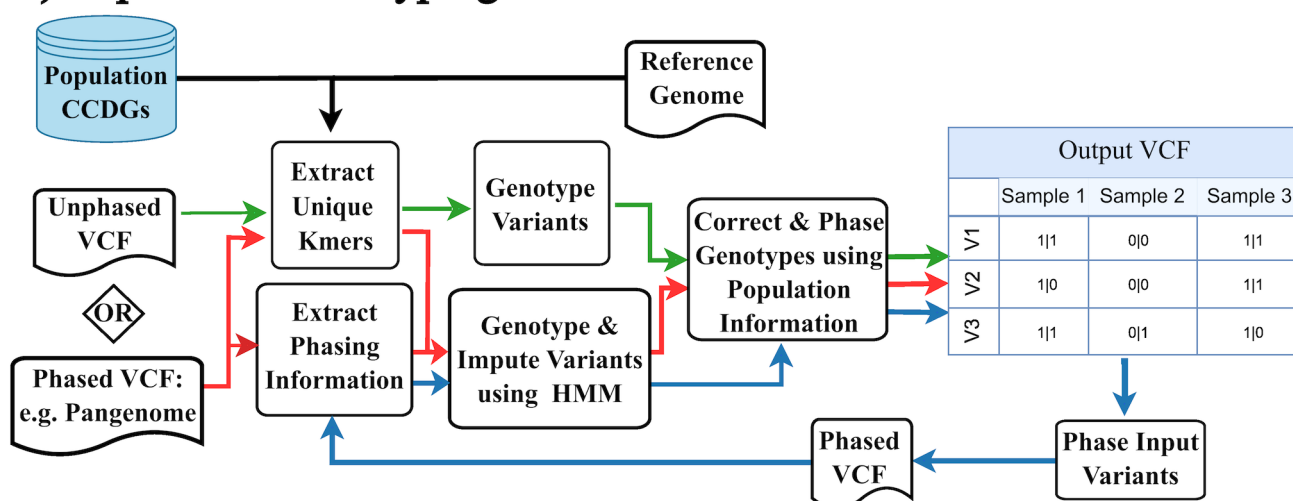 Population
CCDGs
Reference
Genome
Extract
Unique
Kmers
Genotype
Variants
Unphased
VCF
OR
Phased VCF:
e.g. Pangenome
Extract
Phasing
Information
Genotype &
Impute Variants
using HMM
Correct & Phase
Genotypes using
Population
Information
Output VCF
Sample 1 Sample 2 Sample 3
V1 1|1 0|0 1|1
V2 1|0 0|0 1|1
V3 1|1 0|1 1|0
Phased
VCF
Phase Input
Variants